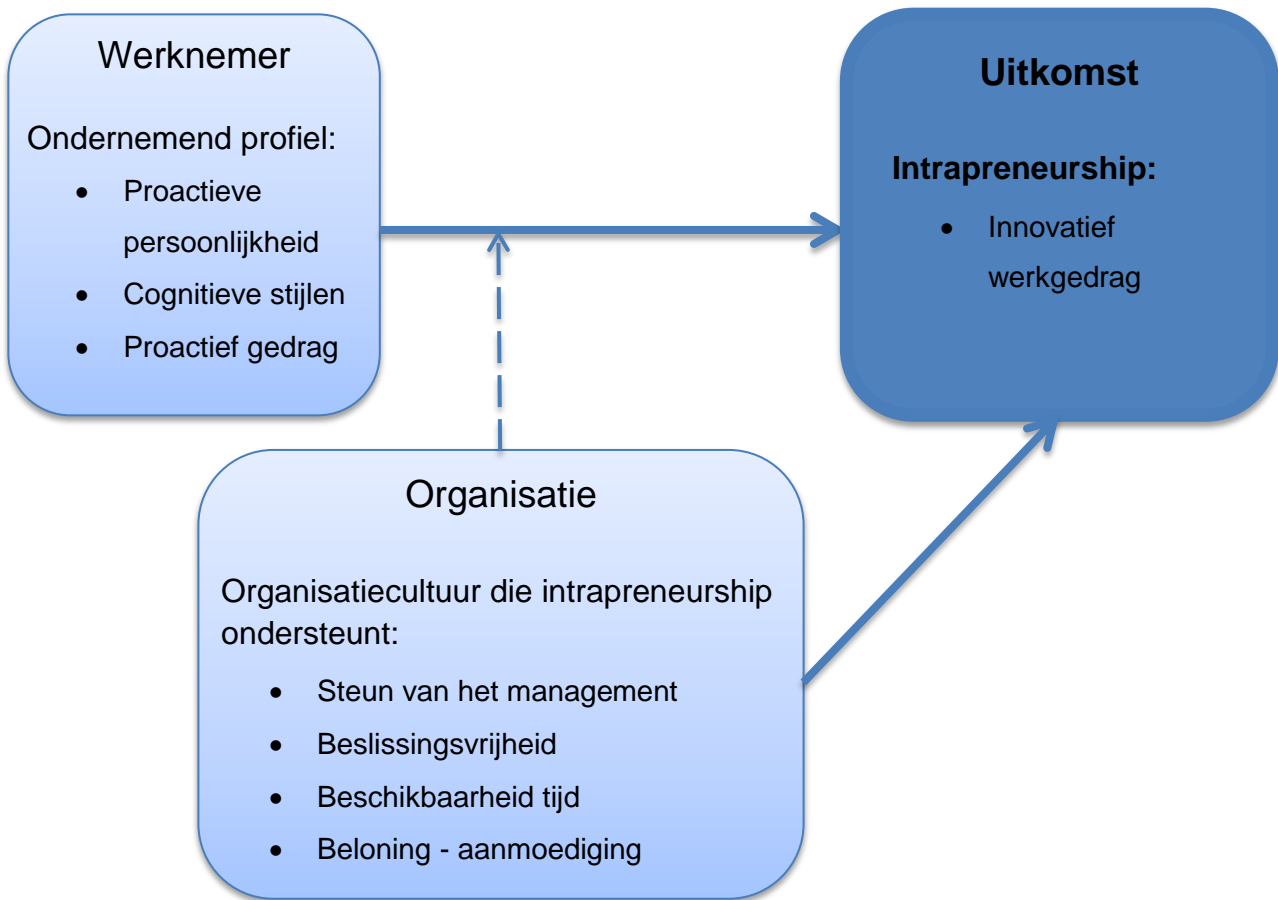 Werknemer
Ondernemend profiel:
• Proactieve
persoonlijkheid
• Cognitieve stijlen
• Proactief gedrag
Uitkomst
Intrapreneurship:
• Innovatief
werkgedrag
Organisatie
Organisatiecultuur die intrapreneurship
ondersteunt:
• Steun van het management
• Beslissingsvrijheid
• Beschikbaarheid tijd
• Beloning - aanmoediging